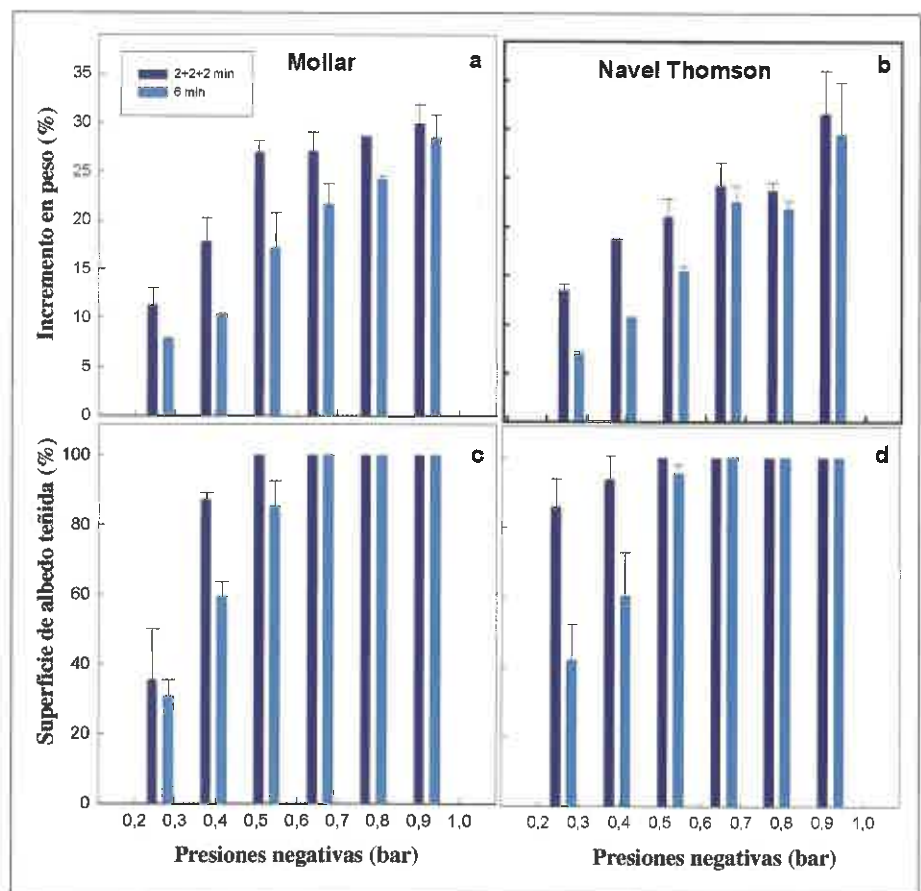 Mollar
a
2+2+2 min
6 min
Incremento en peso (%)
35
30
25
20
15
10
5
0
Navel Thomson
b
c
Superficie de albedo teñida (%)
100
80
60
40
20
0
0,2 0,3 0,4 0,5 0,6 0,7 0,8 0,9 1,0
Presiones negativas (bar)
d
0,2 0,3 0,4 0,5 0,6 0,7 0,8 0,9 1,0
Presiones negativas (bar)